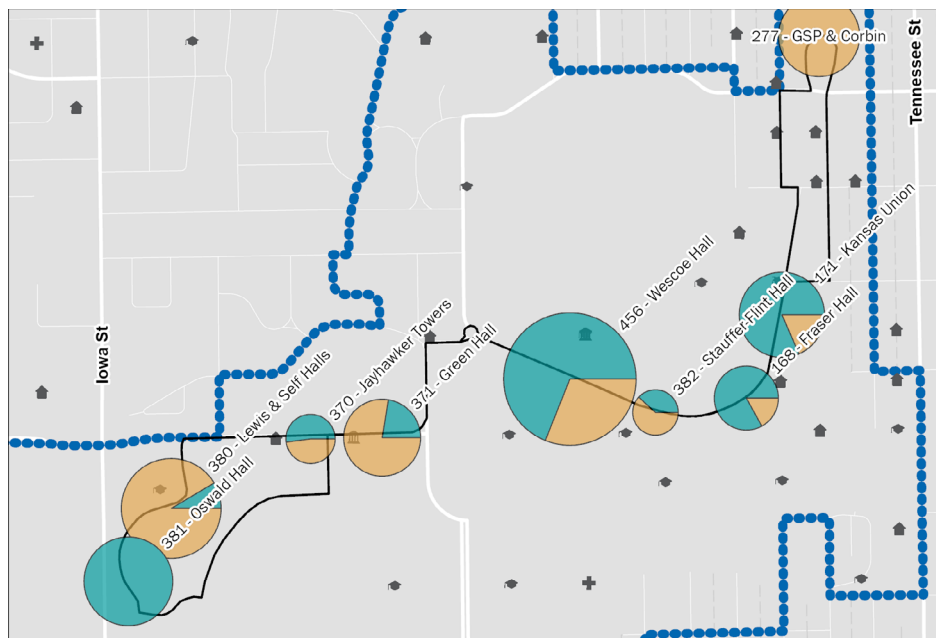 277 - GSP & Corbin
Tennessee St
171 - Kansas Union
456 - Wescoe Hall
382 - Stauffer-Flint Hall
168 - Fraser Hall
Iowa St
370 - Jayhawker Towers
371 - Green Hall
380 - Lewis & Self Halls
381 - Oswald Hall